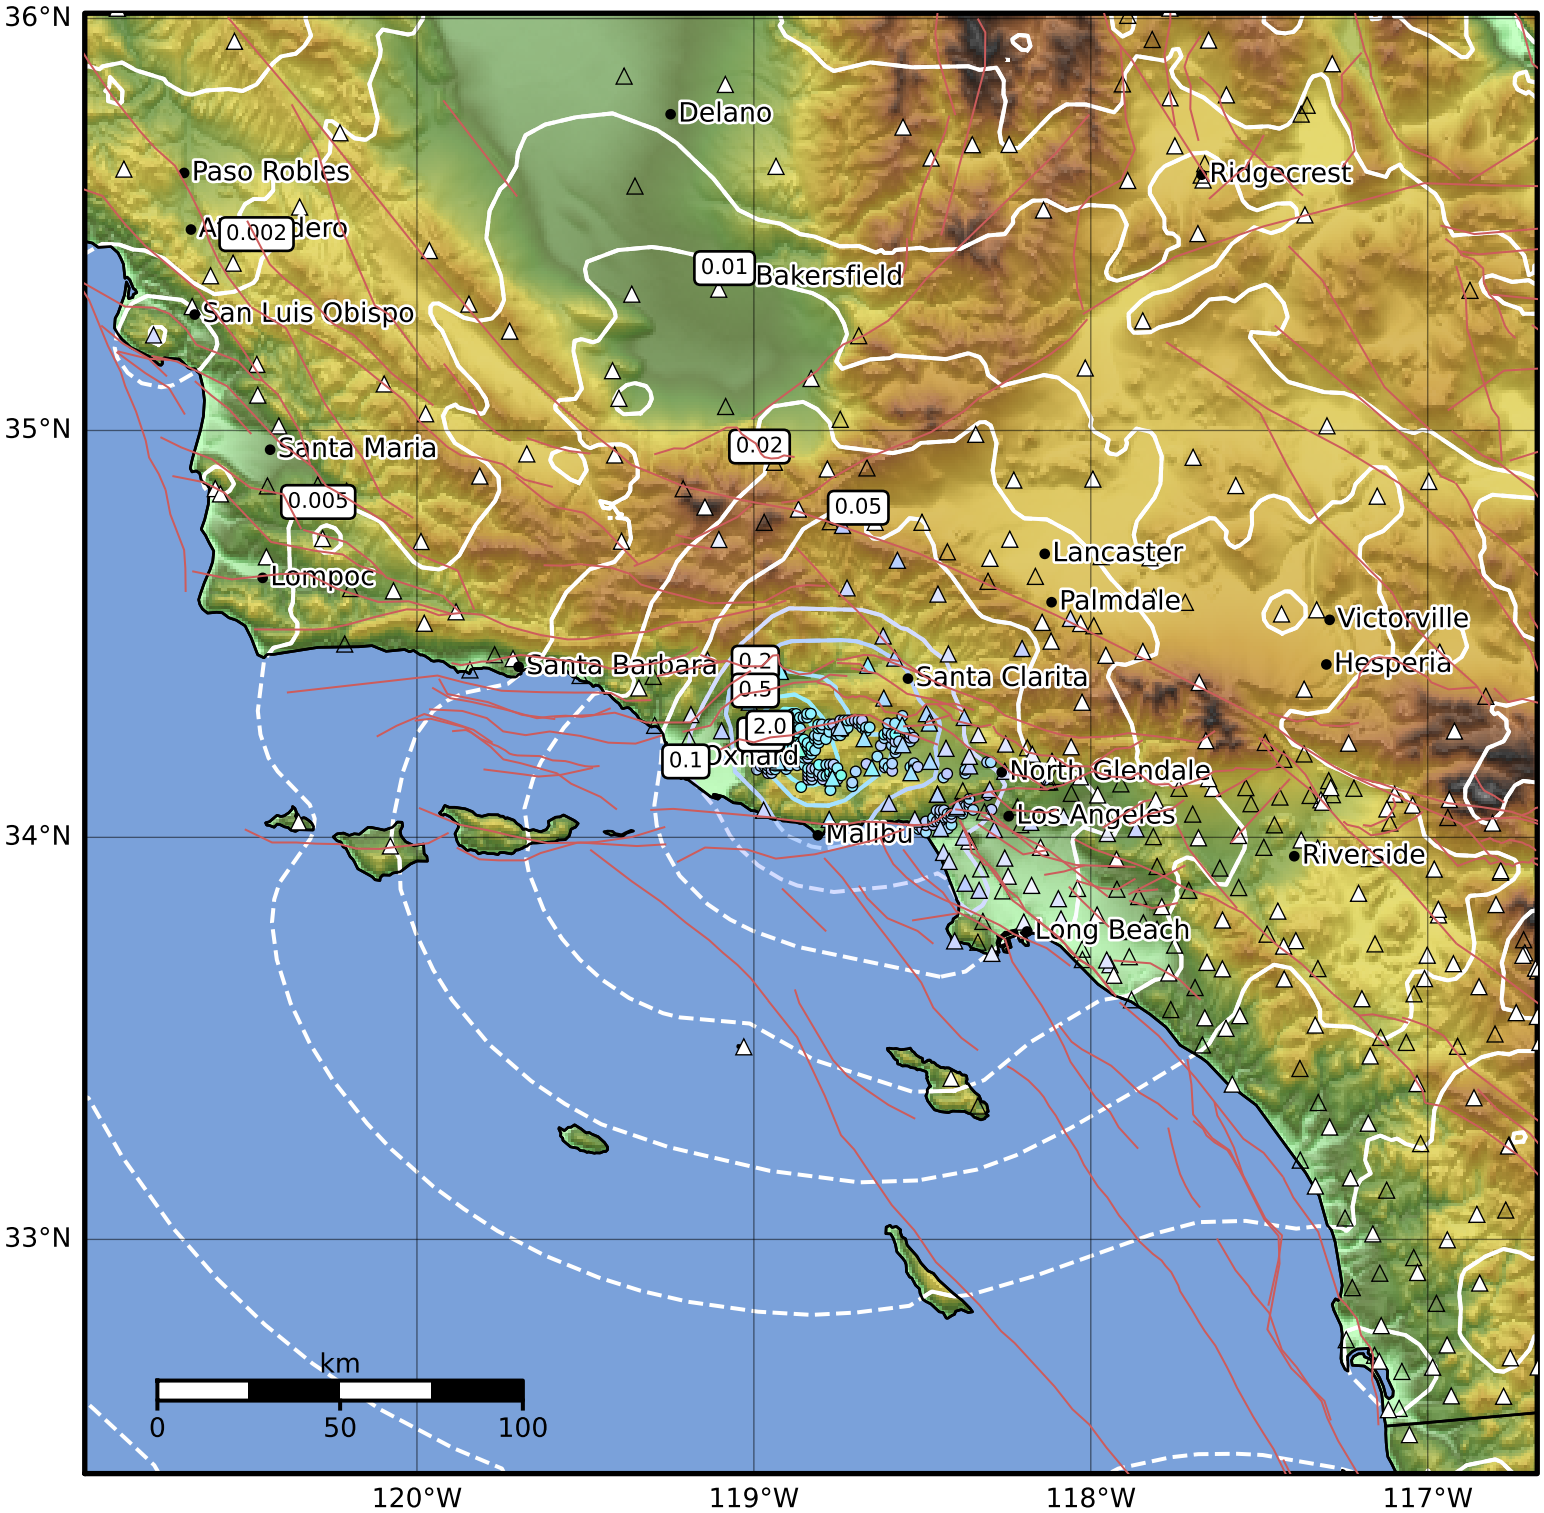 36°N
Delano
Paso Robles
Ridgecrest
0.002
0.01
Bakersfield
San Luis Obispo
35°N
0.02
Santa Maria
0.005
0.05
Lancaster
Lompoc
Palmdale
Victorville
0.2
Santa Barbara
Hesperia
0.5
Santa Clarita
2.0
0.1
Oxnard
North Glendale
Los Angeles
34°N
Malibu
Riverside
Long Beach
33°N
km
0
50
100
120°W
119°W
118°W
117°W